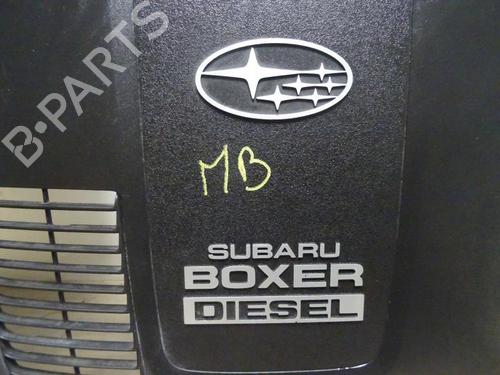 B-PARTS
MB
SUBARU
BOXER
DIESEL